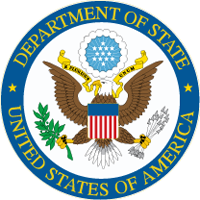 DEPARTMENT OF STATE
UNITED STATES OF AMERICA